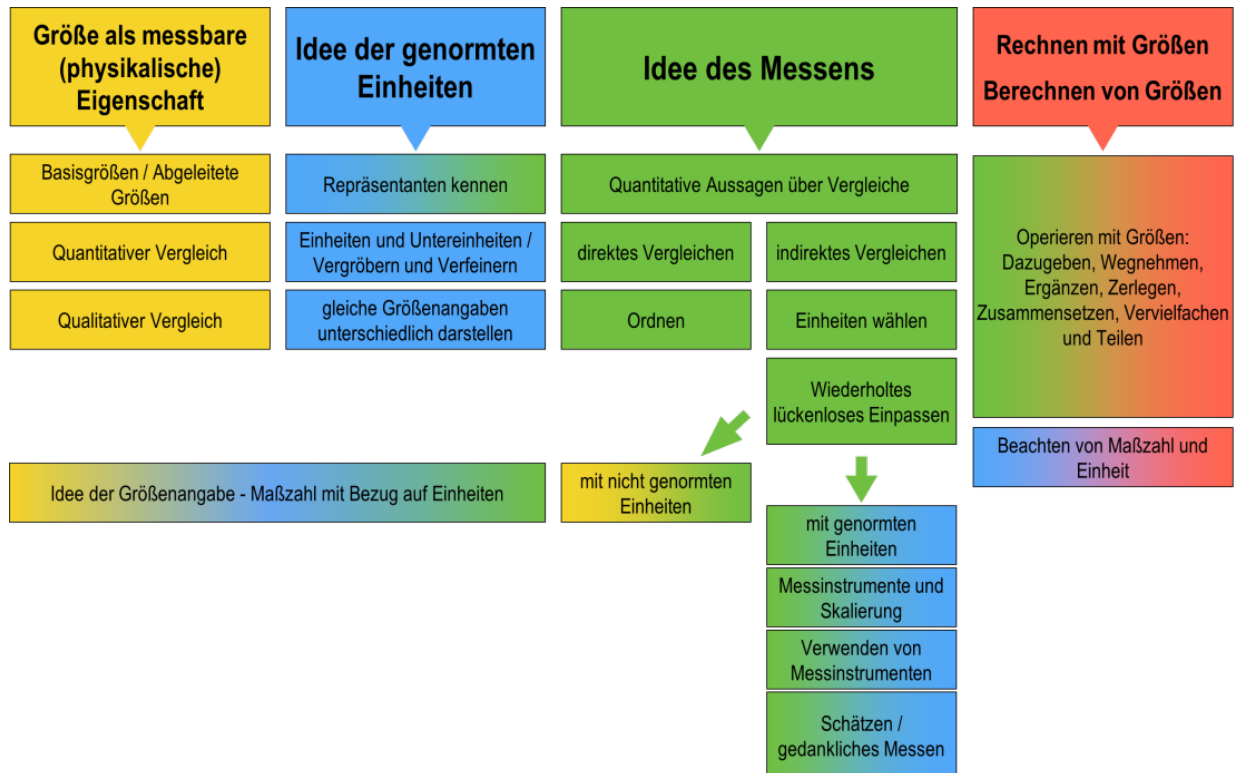 Größe als messbare
(physikalische)
Eigenschaft
Idee der genormten
Einheiten
Idee des Messens
Rechnen mit Größen
Berechnen von Größen
Basisgrößen / Abgeleitete
Größen
Quantitativer Vergleich
Qualitativer Vergleich
Repräsentanten kennen
Einheiten und Untereinheiten /
Vergröbern und Verfeinern
gleiche Größenangaben
unterschiedlich darstellen
Idee der Größenangabe - Maßzahl mit Bezug auf Einheiten
Quantitative Aussagen über Vergleiche
direktes Vergleichen
Ordnen
indirektes Vergleichen
Einheiten wählen
Wiederholtes
lückenloses Einpassen
mit nicht genormten
Einheiten
mit genormten
Einheiten
Messinstrumente und
Skalierung
Verwenden von
Messinstrumenten
Schätzen /
gedankliches Messen
Operieren mit Größen:
Dazugeben, Wegnehmen,
Ergänzen, Zerlegen,
Zusammensetzen, Vervielfachen
und Teilen
Beachten von Maßzahl und
Einheit